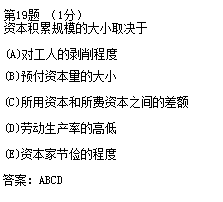 第19题 (1分)
资本积累规模的大小取决于
(A)对工人的剥削程度
(B)预付资本量的大小
(C)所用资本和所费资本之间的差额
(D)劳动生产率的高低
(E)资本家节俭的程度
答案：ABCD